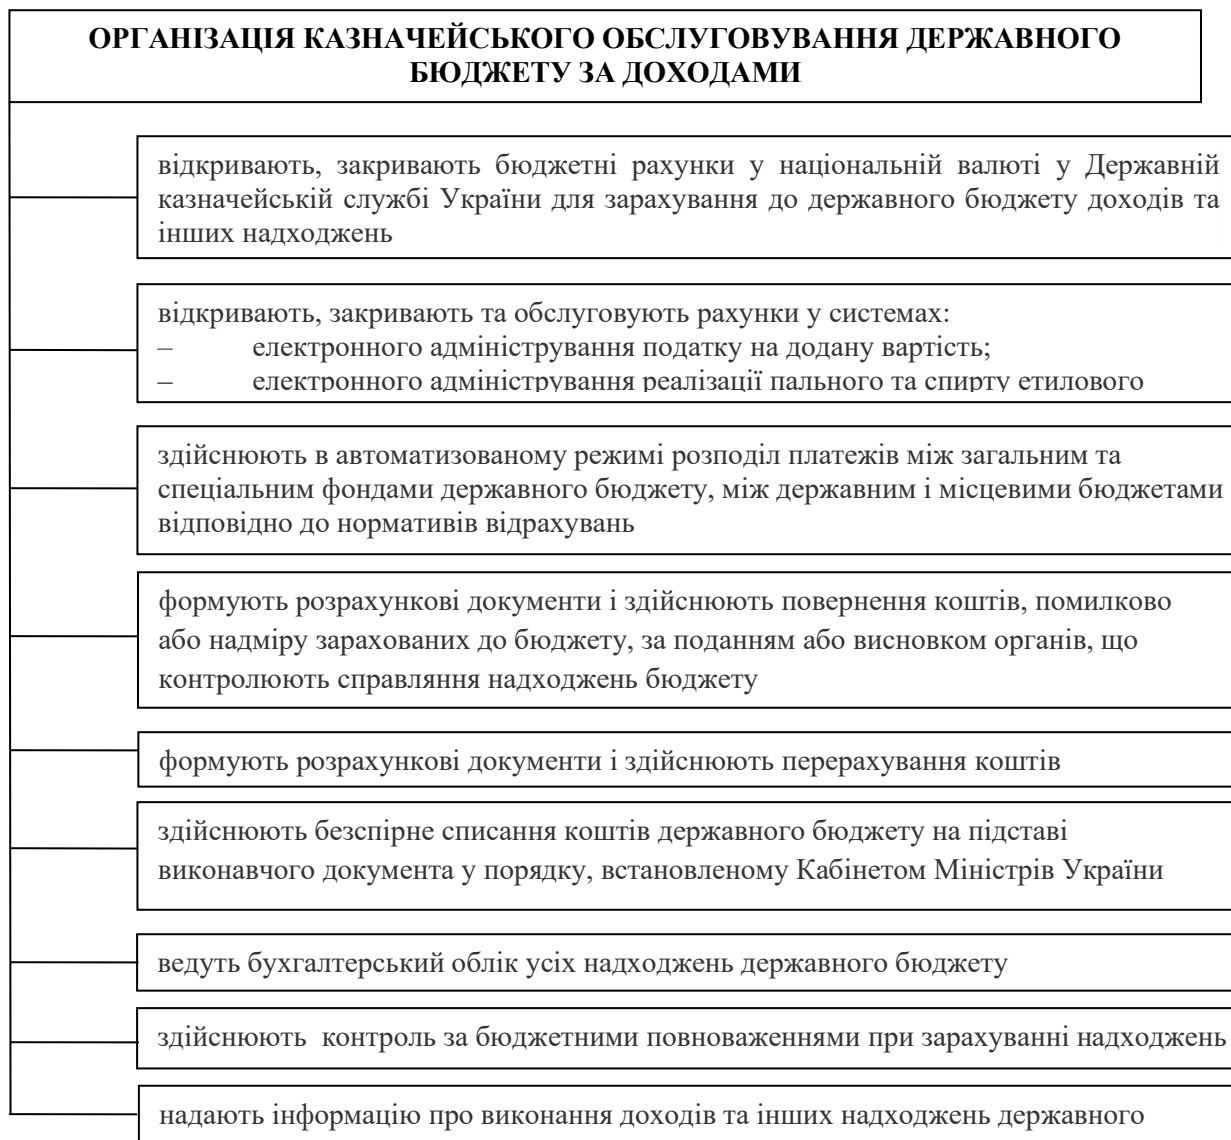 ОРГАНІЗАЦІЯ КАЗНАЧЕЙСЬКОГО ОБСЛУГОВУВАННЯ ДЕРЖАВНОГО
БЮДЖЕТУ ЗА ДОХОДАМИ
відкривають, закривають бюджетні рахунки у національній валюті у Державній
казначейській службі України для зарахування до державного бюджету доходів та
інших надходжень
відкривають, закривають та обслуговують рахунки у системах:
– електронного адміністрування податку на додану вартість;
– електронного адміністрування реалізації пального та спирту етилового
здійснюють в автоматизованому режимі розподіл платежів між загальним та
спеціальним фондами державного бюджету, між державним і місцевими бюджетами
відповідно до нормативів відрахувань
формують розрахункові документи і здійснюють повернення коштів, помилково
або надміру зарахованих до бюджету, за поданням або висновком органів, що
контролюють справляння надходжень бюджету
формують розрахункові документи і здійснюють перерахування коштів
здійснюють безспірне списання коштів державного бюджету на підставі
виконавчого документа у порядку, встановленому Кабінетом Міністрів України
ведуть бухгалтерський облік усіх надходжень державного бюджету
здійснюють контроль за бюджетними повноваженнями при зарахуванні надходжень
надають інформацію про виконання доходів та інших надходжень державного